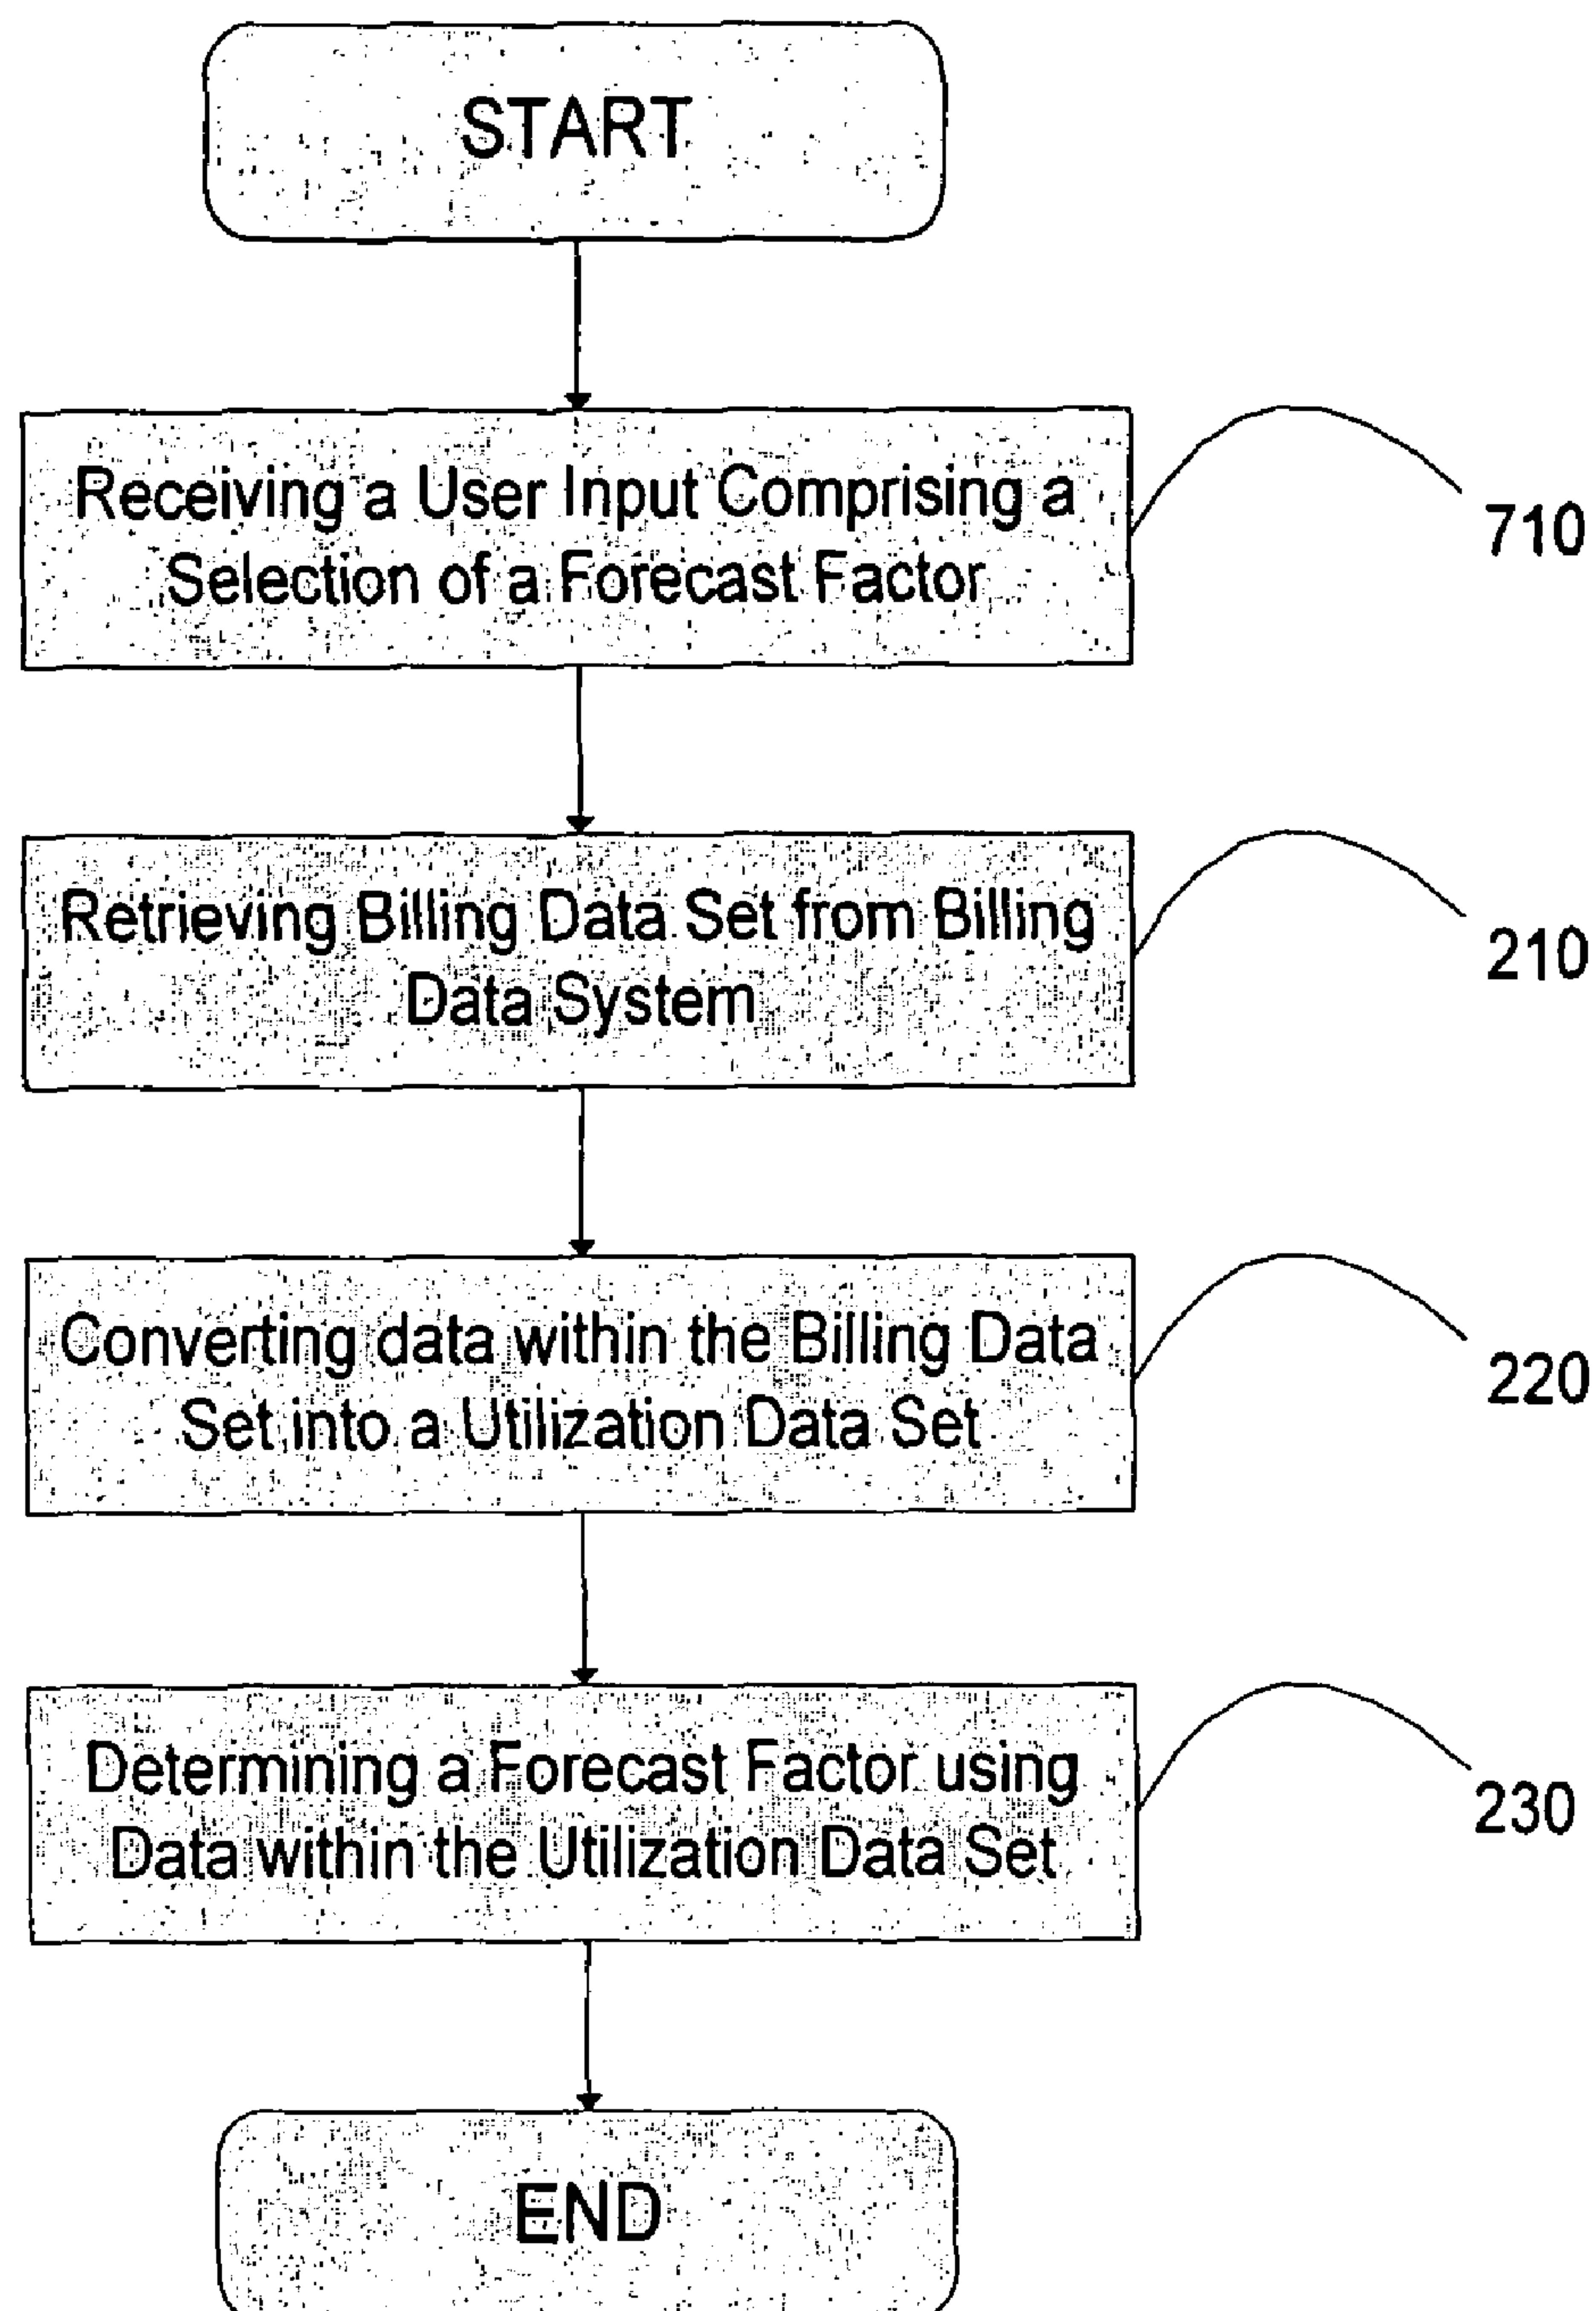 START
Receiving a User Input Comprising a
Selection of a Forecast Factor
710
Retrieving Billing Data Set from Billing
Data System
210
Converting data within the Billing Data
Set into a Utilization Data Set
220
Determining a Forecast Factor using
Data within the Utilization Data Set
230
END